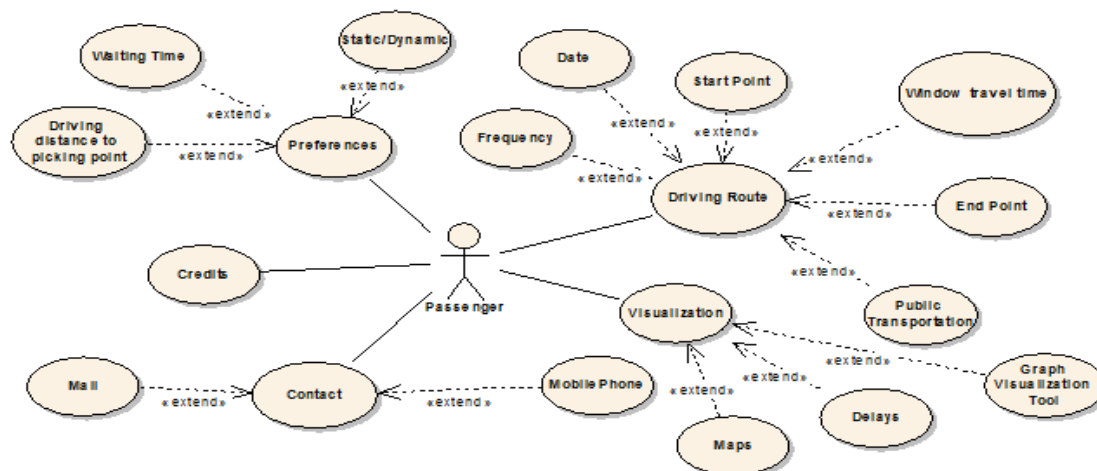 Static/Dynamic
Waiting Time
«extend»
«extend»
Driving
distance to
picking point
«extend»
Preferences
Date
Start Point
Window travel time
«extend»
«extend»
Frequency
«extend»
«extend»
«extend»
Driving Route
End Point
«extend»
«extend»
Credits
Passenger
Visualization
Public
Transportation
«extend»
Mail
«extend»
Contact
«extend»
MobilePhone
«extend»
«extend»
Maps
Delays
Graph
Visualization
Tool